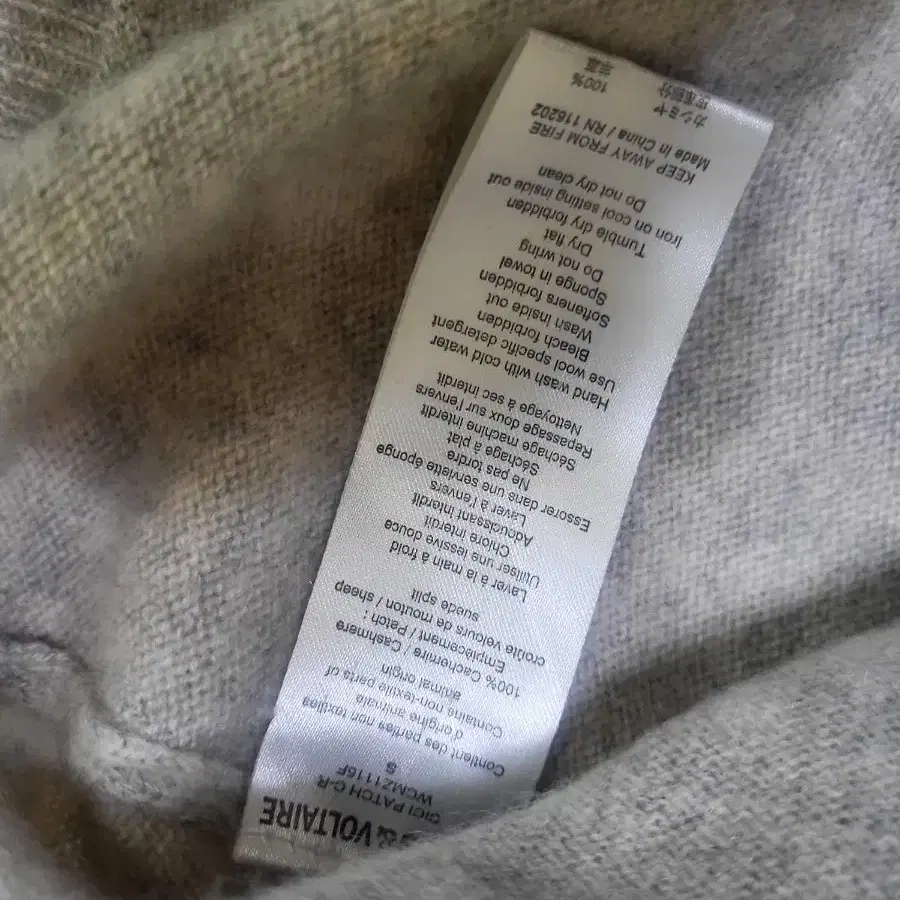 & VOLTAIRE
CICI PATCH C-R
WGMZ1116F
S
Contient des parties non textiles
d'origine animale
Contains non-textile parts of
animal origin
100% Cachemire / Cashmere
Empiècement / Patch :
croûte velours de mouton / sheep
suede split
Laver à la main à froid
Utiliser une lessive douce
Chlore interdit
Adoucissant interdit
Laver à l'envers
Essorer dans une serviette éponge
Ne pas tordre
Séchage à plat
Séchage machine interdit
Repassage doux sur l'envers
Nettoyage à sec interdit
Hand wash with cold water
Use wool specific detergent
Bleach forbidden
Wash inside out
Softeners forbidden
Sponge in towel
Do not wring
Dry flat
Tumble dry forbidden
Iron on cool setting inside out
Do not dry clean
KEEP AWAY FROM FIRE
Made in China / RN 116202
カシミヤ 100%